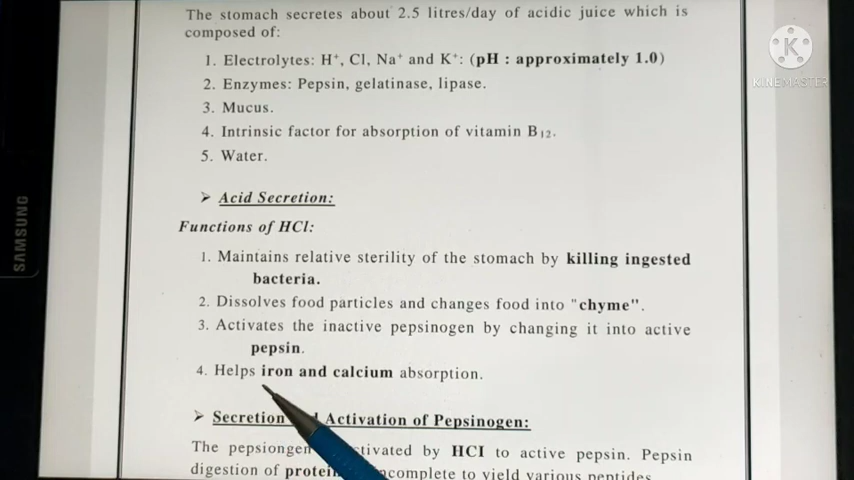 The stomach secretes about 2.5 litres/day of acidic juice which is
composed of:
1. Electrolytes: H⁺, Cl, Na⁺ and K⁺: (pH : approximately 1.0)
2. Enzymes: Pepsin, gelatinase, lipase.
3. Mucus.
4. Intrinsic factor for absorption of vitamin B₁₂.
5. Water.
➢ Acid Secretion:
Functions of HCl:
1. Maintains relative sterility of the stomach by killing ingested
bacteria.
2. Dissolves food particles and changes food into "chyme".
3. Activates the inactive pepsinogen by changing it into active
pepsin.
4. Helps iron and calcium absorption.
➢ Secretion Activation of Pepsinogen:
The pepsiongen activated by HCI to active pepsin. Pepsin
digestion of incomplete to yield various peptides
SAMSUNG
K
KINEMASTER